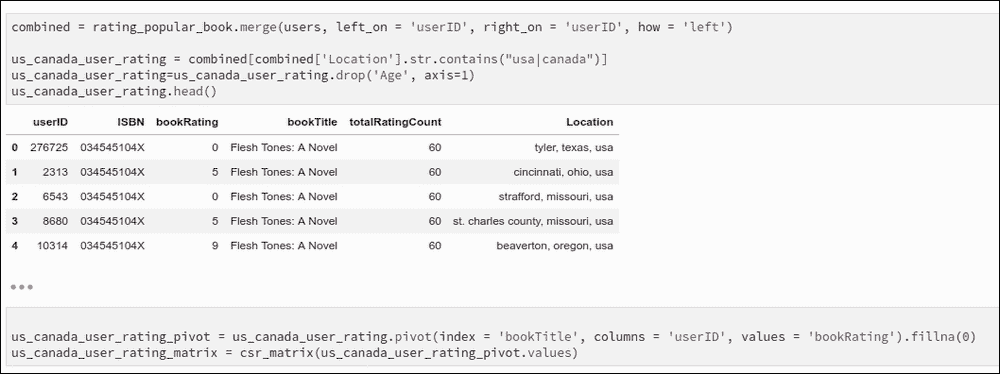 combined = rating_popular_book.merge(users, left_on = 'userID', right_on = 'userID', how = 'left')
us_canada_user_rating = combined[combined['Location'].str.contains("usa|canada")]
us_canada_user_rating=us_canada_user_rating.drop('Age', axis=1)
us_canada_user_rating.head()
userID ISBN bookRating bookTitle totalRatingCount Location
0 276725 034545104X 0 Flesh Tones: A Novel 60 tyler, texas, usa
1 2313 034545104X 5 Flesh Tones: A Novel 60 cincinnati, ohio, usa
2 6543 034545104X 0 Flesh Tones: A Novel 60 strafford, missouri, usa
3 8680 034545104X 5 Flesh Tones: A Novel 60 st. charles county, missouri, usa
4 10314 034545104X 9 Flesh Tones: A Novel 60 beaverton, oregon, usa
us_canada_user_rating_pivot = us_canada_user_rating.pivot(index = 'bookTitle', columns = 'userID', values = 'bookRating').fillna(0)
us_canada_user_rating_matrix = csr_matrix(us_canada_user_rating_pivot.values)